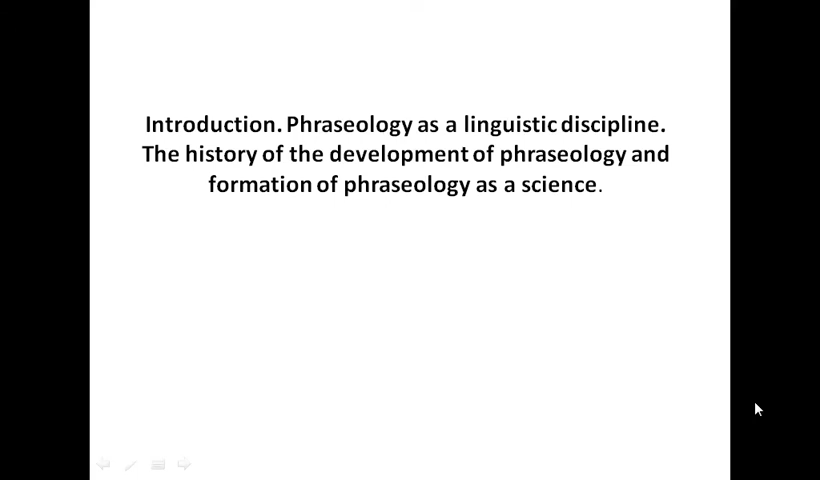 Introduction. Phraseology as a linguistic discipline.
The history of the development of phraseology and
formation of phraseology as a science.